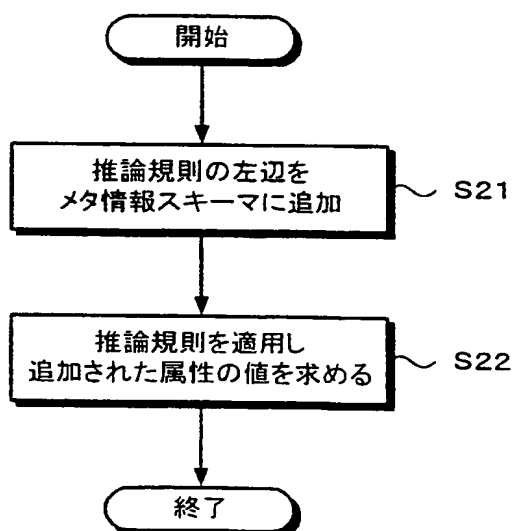 開始
推論規則の左辺を
メタ情報スキーマに追加
S21
推論規則を適用し
追加された属性の値を求める
S22
終了